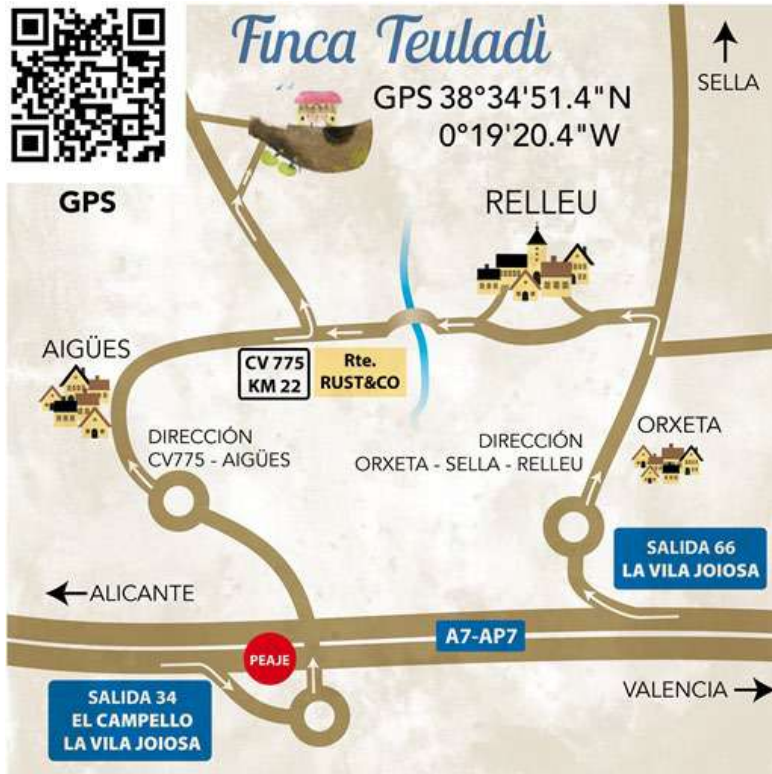 Finca Teuladì
GPS 38°34'51.4"N
0°19'20.4"W
SELLA
GPS
RELLEU
AIGÜES
CV 775
KM 22
Rte.
RUST&CO
DIRECCIÓN
CV775 - AIGÜES
DIRECCIÓN
ORXETA - SELLA - RELLEU
ORXETA
SALIDA 66
LA VILA JOIOSA
ALICANTE
A7-AP7
PEAJE
SALIDA 34
EL CAMPELLO
LA VILA JOIOSA
VALENCIA